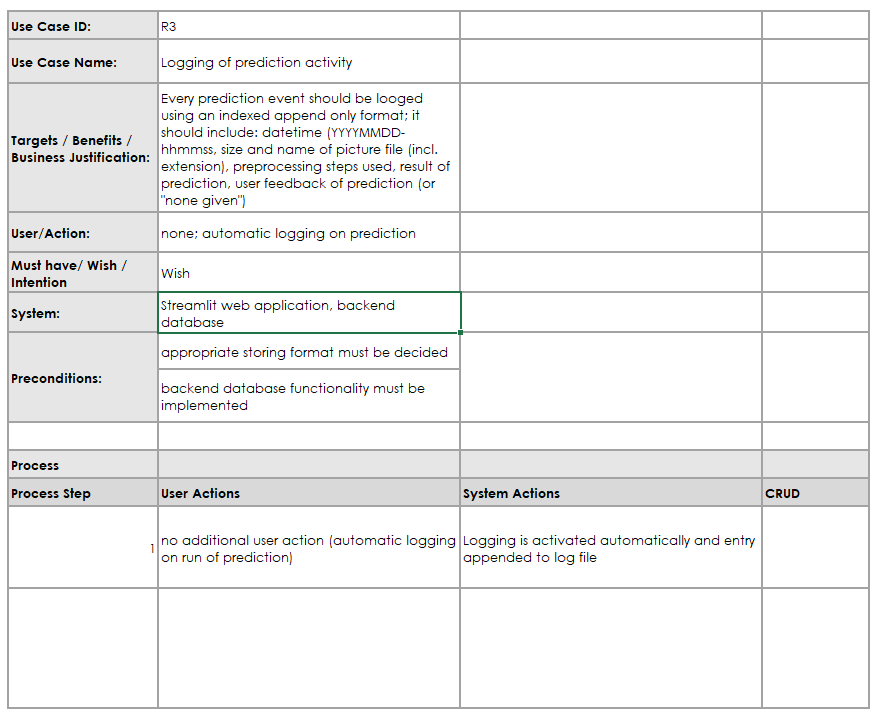 Use Case ID: R3
Use Case Name: Logging of prediction activity
Targets / Benefits /
Business Justification:
Every prediction event should be looged
using an indexed append only format; it
should include: datetime (YYYYMMDD-
hhmmss, size and name of picture file (incl.
extension), preprocessing steps used, result of
prediction, user feedback of prediction (or
"none given")
User/Action: none; automatic logging on prediction
Must have/ Wish /
Intention
Wish
System:
Streamlit web application, backend
database
Preconditions:
appropriate storing format must be decided
backend database functionality must be
implemented
Process
Process Step User Actions System Actions CRUD
1
no additional user action (automatic logging
on run of prediction)
Logging is activated automatically and entry
appended to log file